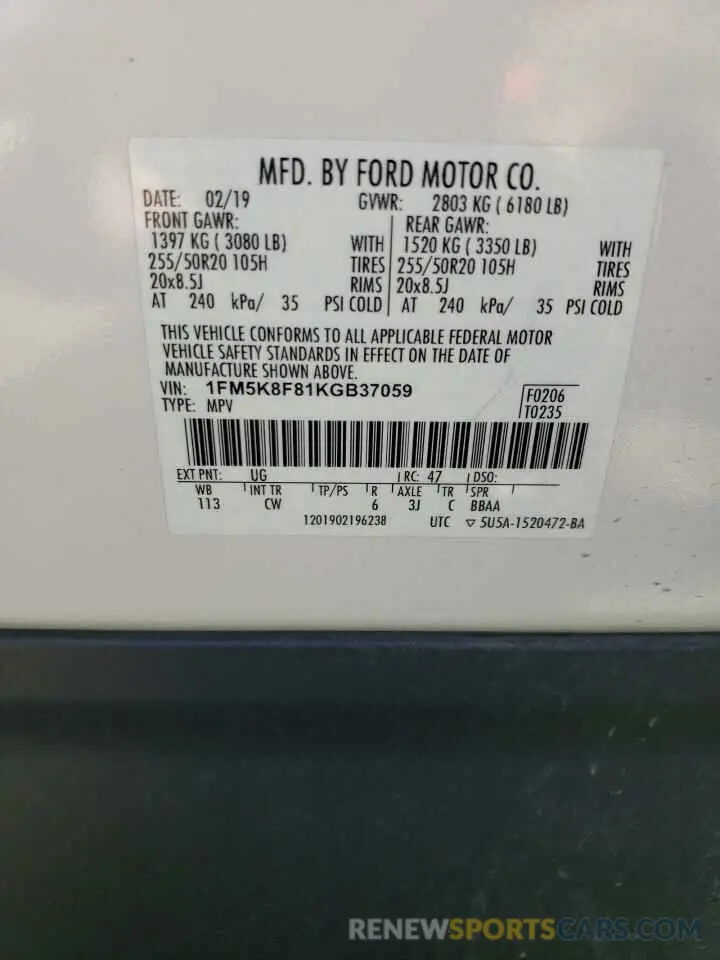 MFD. BY FORD MOTOR CO.
DATE: 02/19 GVWR: 2803 KG ( 6180 LB)
FRONT GAWR: REAR GAWR:
1397 KG ( 3080 LB) WITH 1520 KG ( 3350 LB) WITH
255/50R20 105H TIRES 255/50R20 105H TIRES
20x8.5J RIMS 20x8.5J RIMS
AT 240 kPa/ 35 PSI COLD AT 240 kPa/ 35 PSI COLD
THIS VEHICLE CONFORMS TO ALL APPLICABLE FEDERAL MOTOR
VEHICLE SAFETY STANDARDS IN EFFECT ON THE DATE OF
MANUFACTURE SHOWN ABOVE.
VIN: 1FM5K8F81KGB37059 F0206
TYPE: MPV T0235
EXT PNT: UG RC: 47 DSO:
WB INT TR TP/PS R AXLE TR SPR
113 CW 6 3J C BBAA
1201902196238 UTC ▽ 5U5A-1520472-BA
RENEWSPORTSCARS.COM